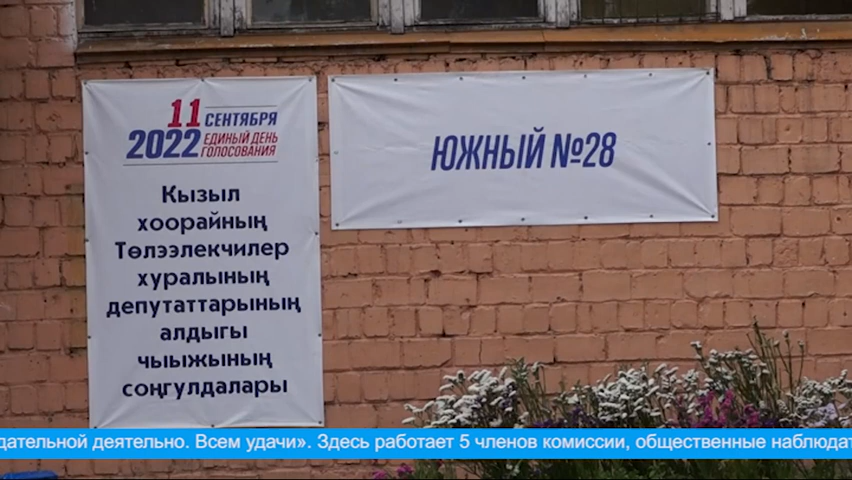 11 СЕНТЯБРЯ
2022 ЕДИНЫЙ ДЕНЬ
ГОЛОСОВАНИЯ
Кызыл
хоорайның
Төлээлекчилер
хуралының
депутаттарының
алдыгы
чыыжының
соңгулдалары
ЮЖНЫЙ №28
дательной деятельно. Всем удачи». Здесь работает 5 членов комиссии, общественные наблюдат